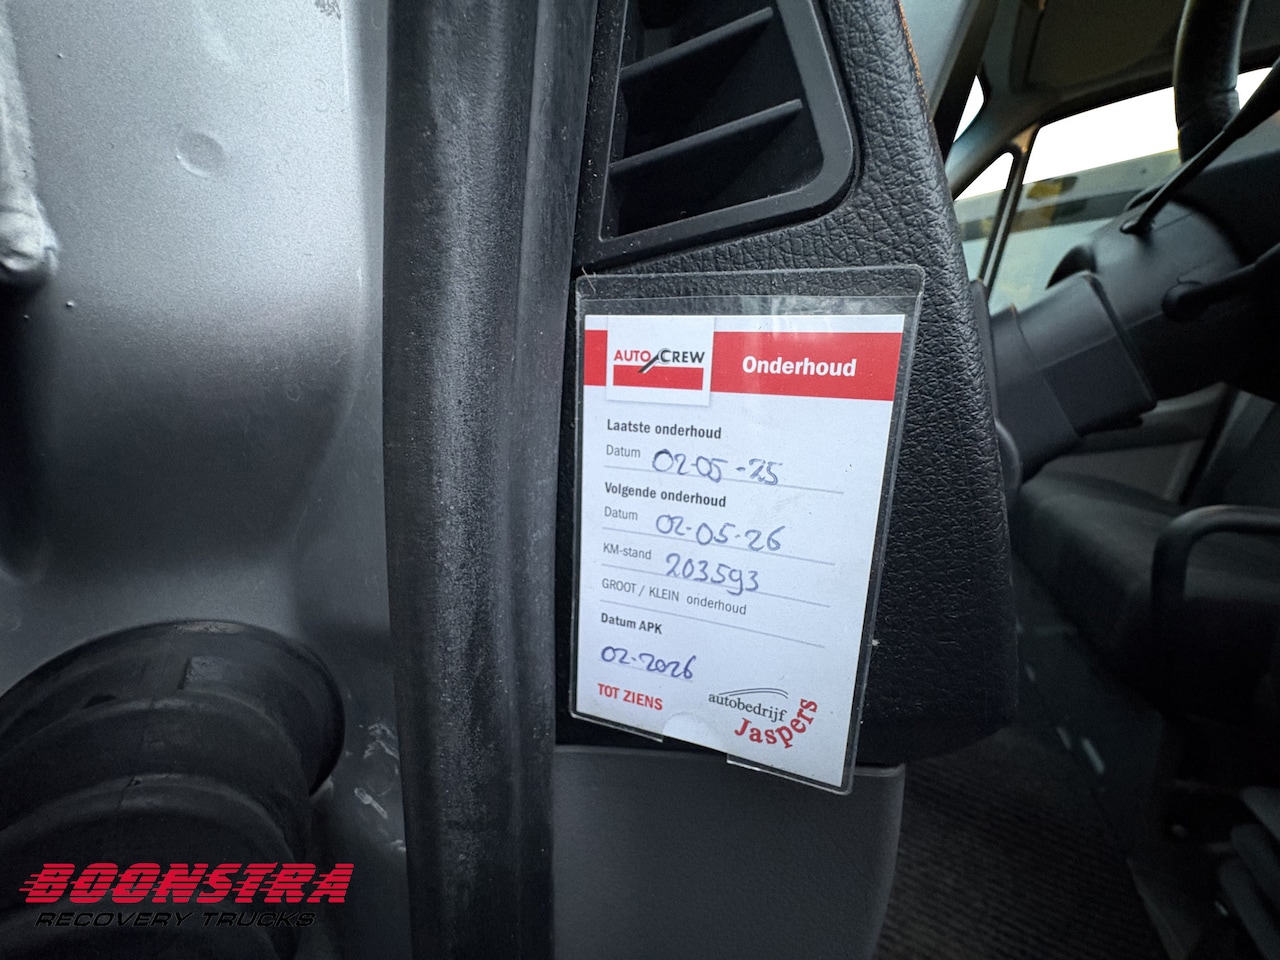 AUTO CREW
Onderhoud
Laatste onderhoud
Datum 02-05-25
Volgende onderhoud
Datum 02-05-26
KM-stand 203593
GROOT / KLEIN onderhoud
Datum APK
02-2026
TOT ZIENS
autobedrijf
Jaspers
BOONSTRA
RECOVERY TRUCKS